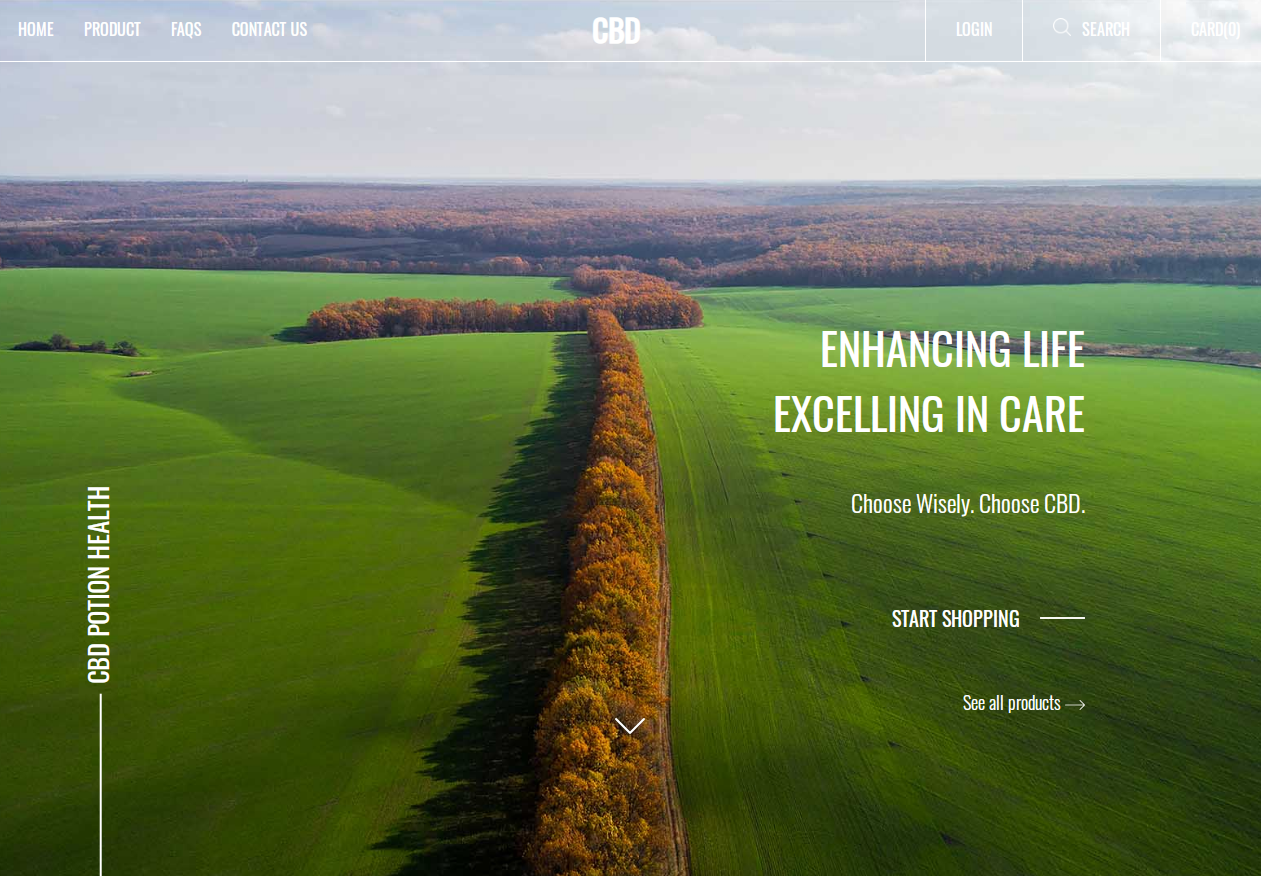 HOME PRODUCT FAQS CONTACT US CBD LOGIN SEARCH CARD(0)
ENHANCING LIFE
EXCELLING IN CARE
Choose Wisely. Choose CBD.
CBD POTION HEALTH
START SHOPPING
See all products